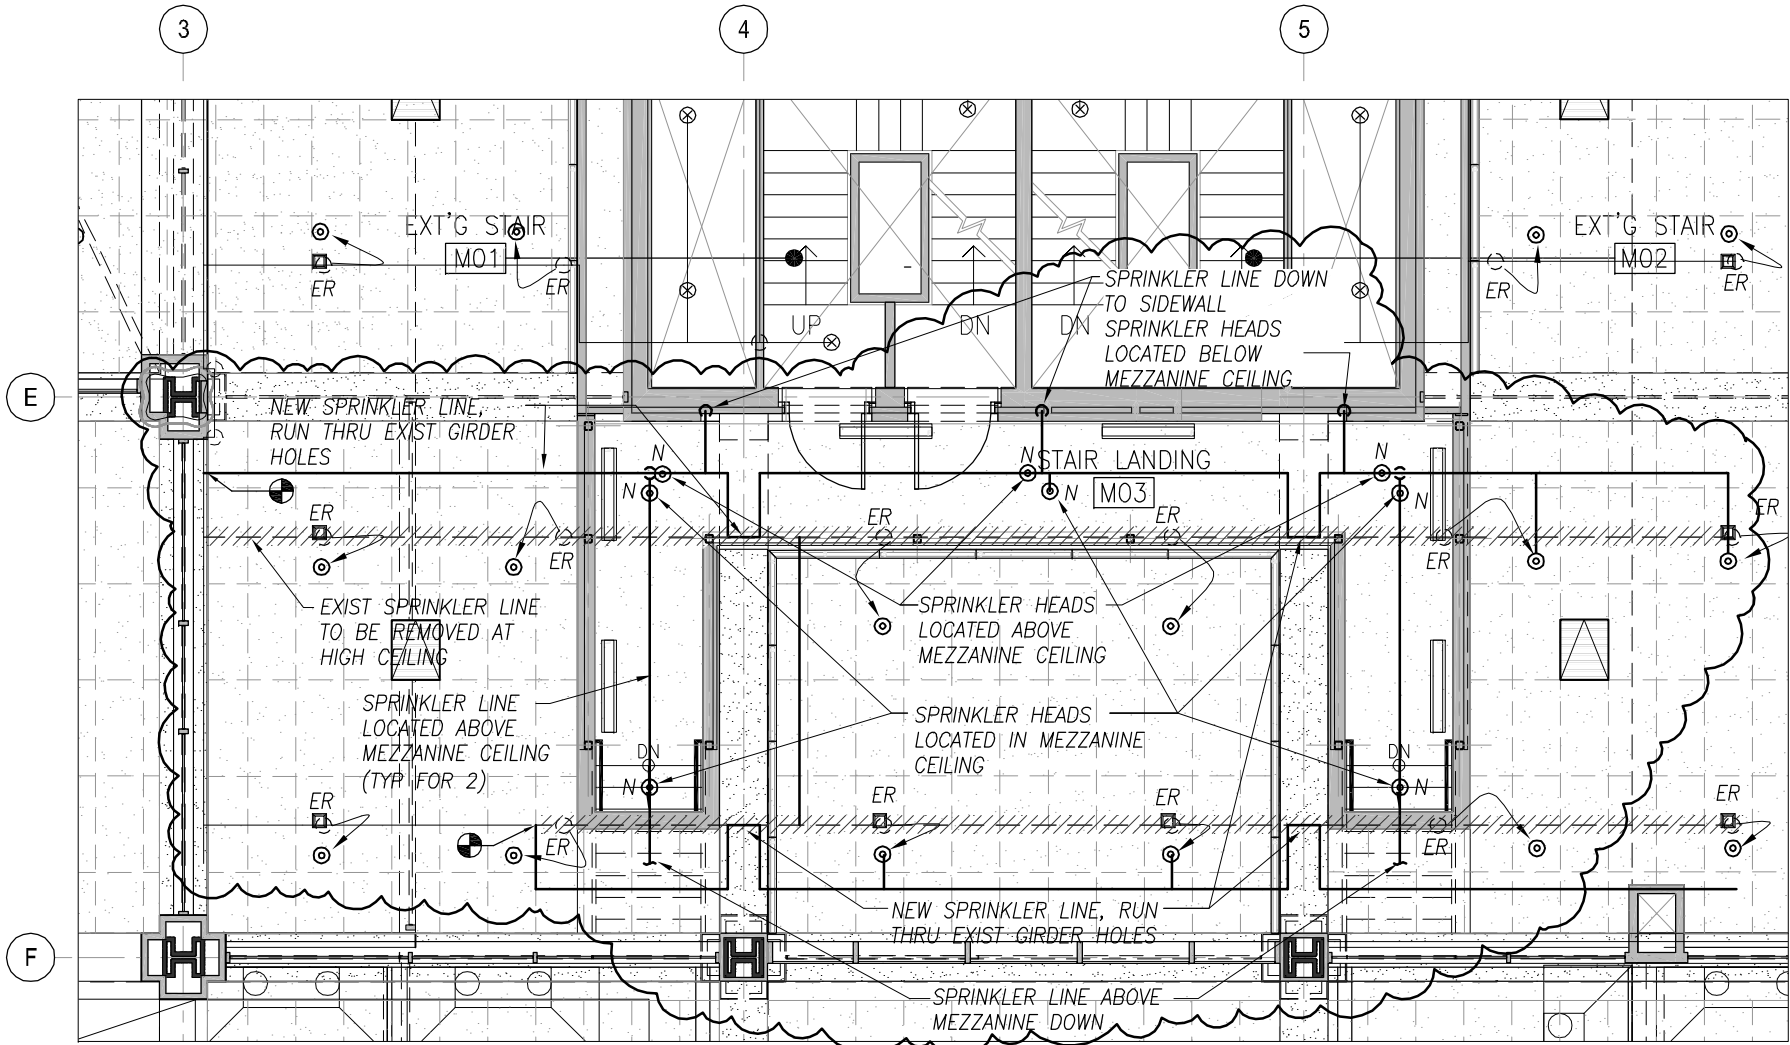 3
4
5
EXT'G STAIR
M01
EXT'G STAIR
M02
ER
ER
ER
ER
UP
DN
DN
SPRINKLER LINE DOWN
TO SIDEWALL
SPRINKLER HEADS
LOCATED BELOW
MEZZANINE CEILING
E
NEW SPRINKLER LINE,
RUN THRU EXIST GIRDER
HOLES
N
N
N
STAIR LANDING
M03
N
N
N
ER
ER
ER
ER
ER
ER
EXIST SPRINKLER LINE
TO BE REMOVED AT
HIGH CEILING
SPRINKLER HEADS
LOCATED ABOVE
MEZZANINE CEILING
SPRINKLER LINE
LOCATED ABOVE
MEZZANINE CEILING
(TYP FOR 2)
SPRINKLER HEADS
LOCATED IN MEZZANINE
CEILING
DN
N
DN
N
ER
ER
ER
ER
ER
ER
NEW SPRINKLER LINE, RUN
THRU EXIST GIRDER HOLES
F
SPRINKLER LINE ABOVE
MEZZANINE DOWN